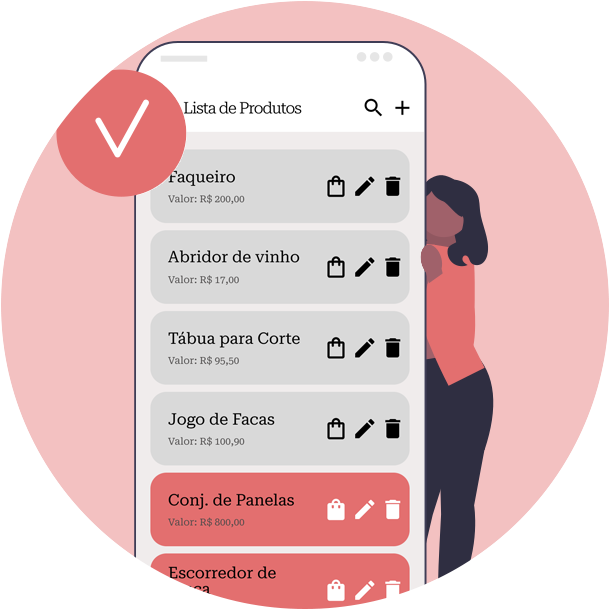 Lista de Produtos
Faqueiro
Valor: R$ 200,00
Abridor de vinho
Valor: R$ 17,00
Tábua para Corte
Valor: R$ 95,50
Jogo de Facas
Valor: R$ 100,90
Conj. de Panelas
Valor: R$ 800,00
Escorredor de